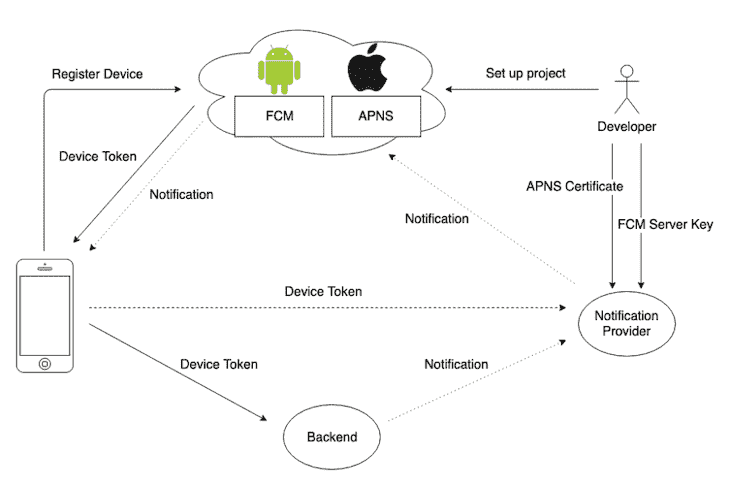 Register Device
Set up project
FCM
APNS
Developer
Device Token
Notification
APNS Certificate
Notification
FCM Server Key
Device Token
Notification
Provider
Device Token
Notification
Backend